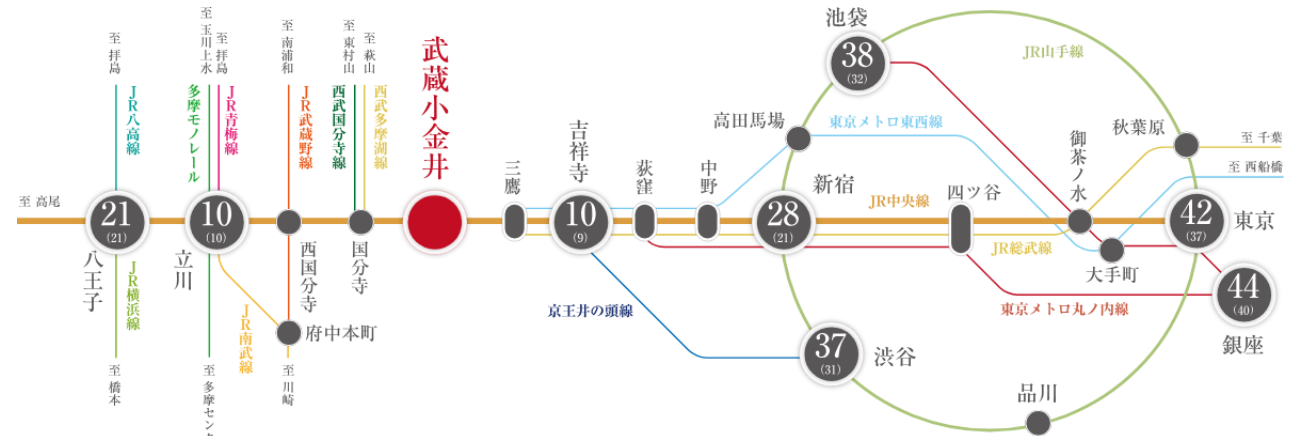 至 高尾
至 拝島
JR八高線
21
(21)
八王子
JR横浜線
至 橋本
至 玉川上水
多摩モノレール
至 拝島
JR青梅線
10
(10)
立川
JR南武線
至 多摩センタ
至 南浦和
JR武蔵野線
西国分寺
府中本町
至 川崎
至 東村山
西武国分寺線
至 萩山
西武多摩湖線
国分寺
武蔵小金井
三鷹
吉祥寺
10
(9)
京王井の頭線
荻窪
中野
高田馬場
池袋
38
(32)
新宿
28
(21)
渋谷
37
(31)
品川
JR山手線
東京メトロ東西線
JR中央線
四ツ谷
JR総武線
東京メトロ丸ノ内線
御茶ノ水
大手町
秋葉原
至 千葉
至 西船橋
42
(37)
東京
44
(40)
銀座